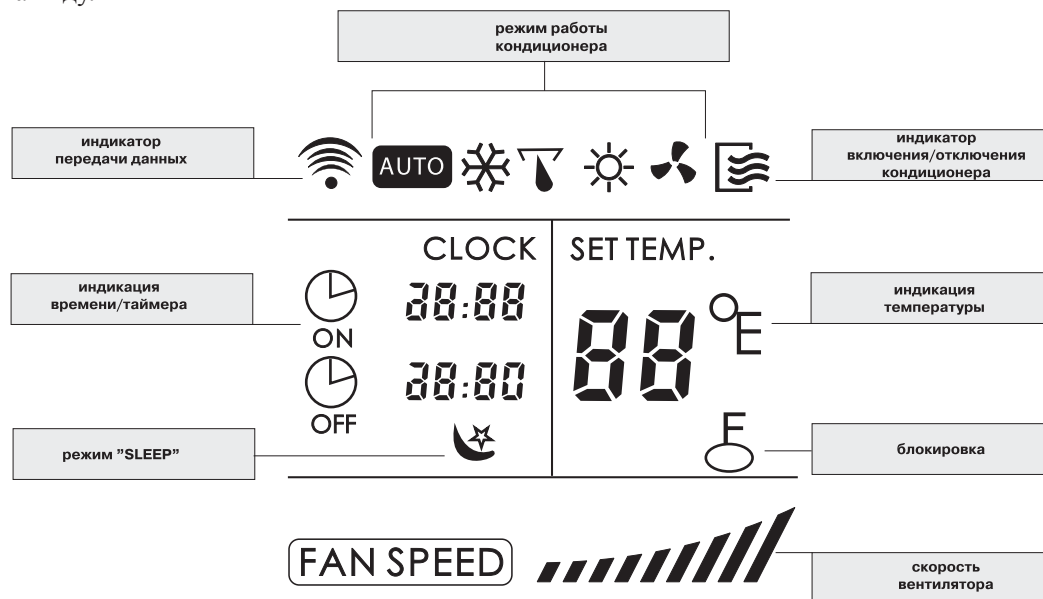 режим работы
кондиционера
индикатор
передачи данных
AUTO
индикатор
включения/отключения
кондиционера
CLOCK
SET TEMP.
индикация
времени/таймера
ON
88:88
88
°E
индикация
температуры
OFF
88:80
режим "SLEEP"
F
блокировка
FAN SPEED
скорость
вентилятора